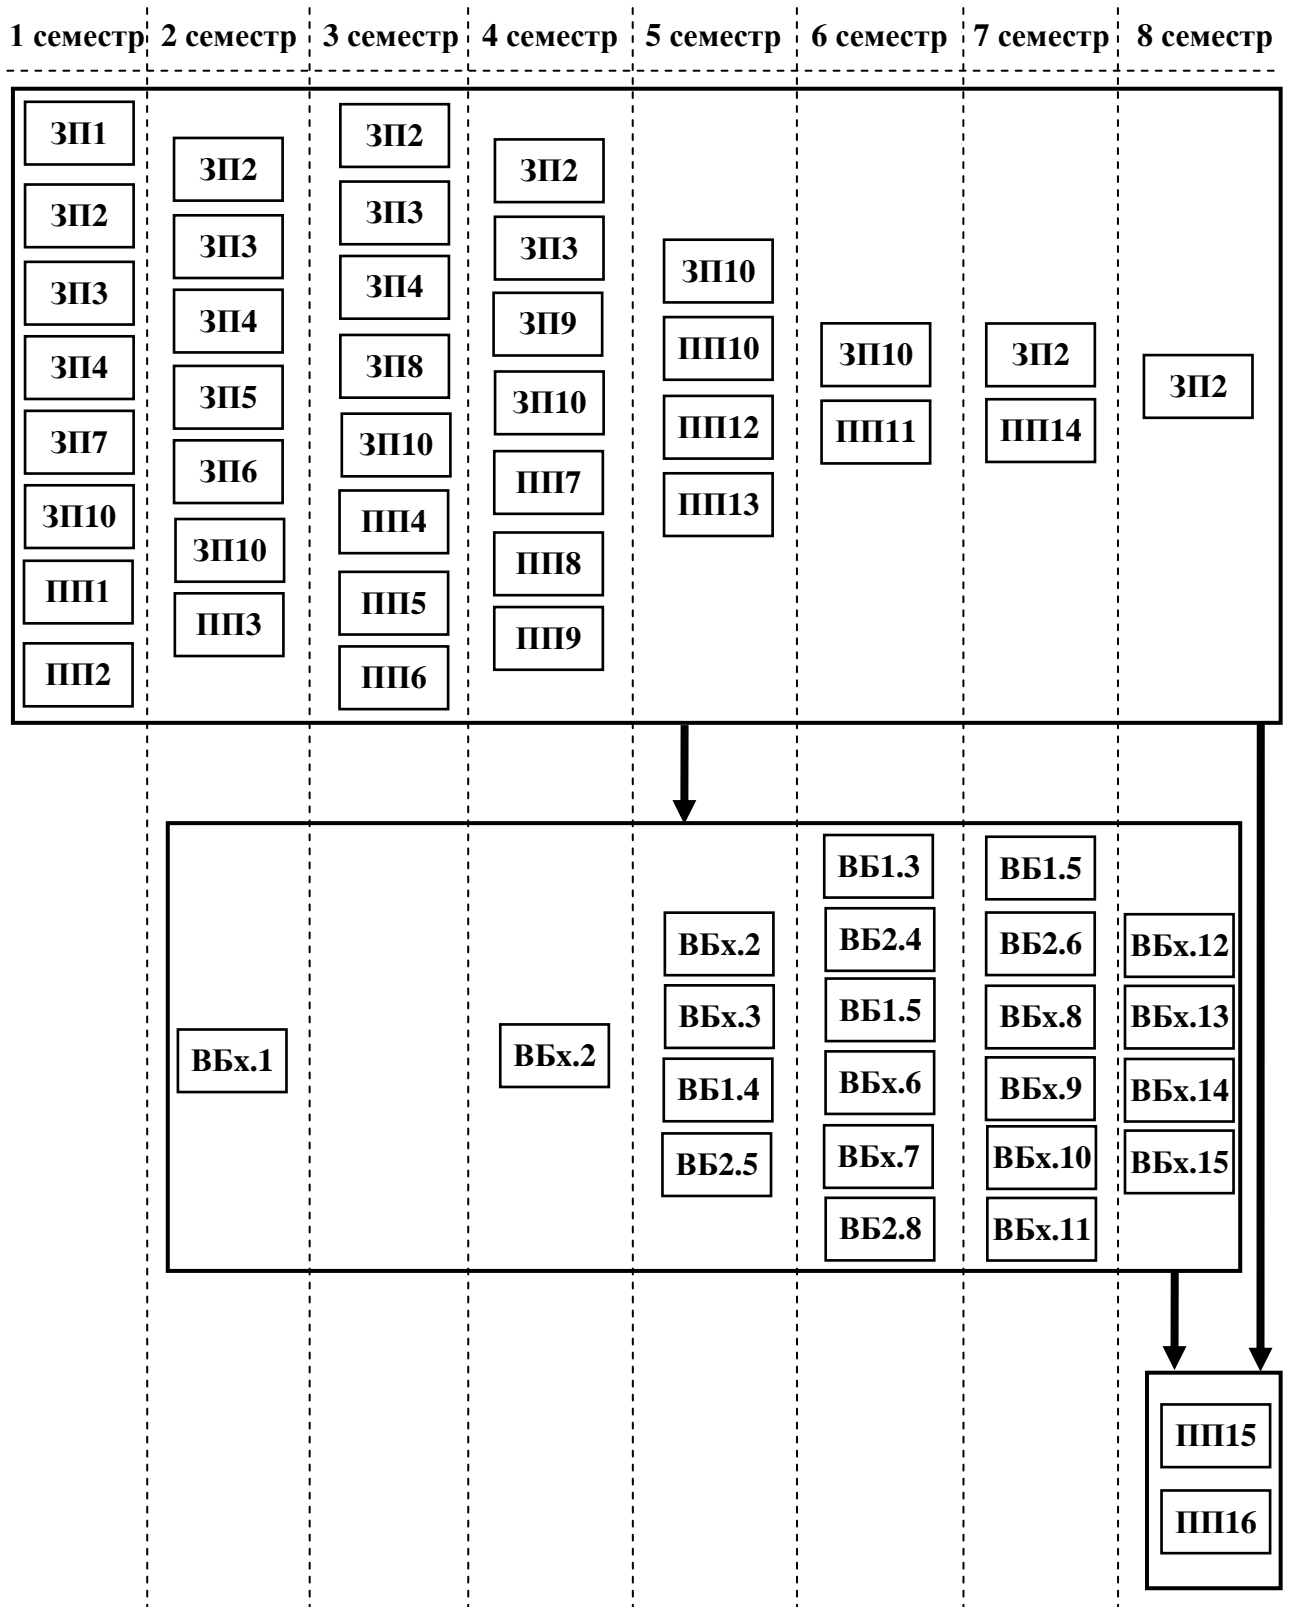 1 семестр 2 семестр 3 семестр 4 семестр 5 семестр 6 семестр 7 семестр 8 семестр
ЗП1
ЗП2
ЗП3
ЗП4
ЗП7
ЗП10
ПП1
ПП2
ЗП2
ЗП3
ЗП4
ЗП5
ЗП6
ЗП10
ПП3
ЗП2
ЗП3
ЗП4
ЗП8
ЗП10
ПП4
ПП5
ПП6
ЗП2
ЗП3
ЗП9
ЗП10
ПП7
ПП8
ПП9
ЗП10
ПП10
ПП12
ПП13
ЗП10
ПП11
ЗП2
ПП14
ЗП2
ВБх.1
ВБх.2
ВБх.2
ВБх.3
ВБ1.4
ВБ2.5
ВБ1.3
ВБ2.4
ВБ1.5
ВБх.6
ВБх.7
ВБ2.8
ВБ1.5
ВБ2.6
ВБх.8
ВБх.9
ВБх.10
ВБх.11
ВБх.12
ВБх.13
ВБх.14
ВБх.15
ПП15
ПП16